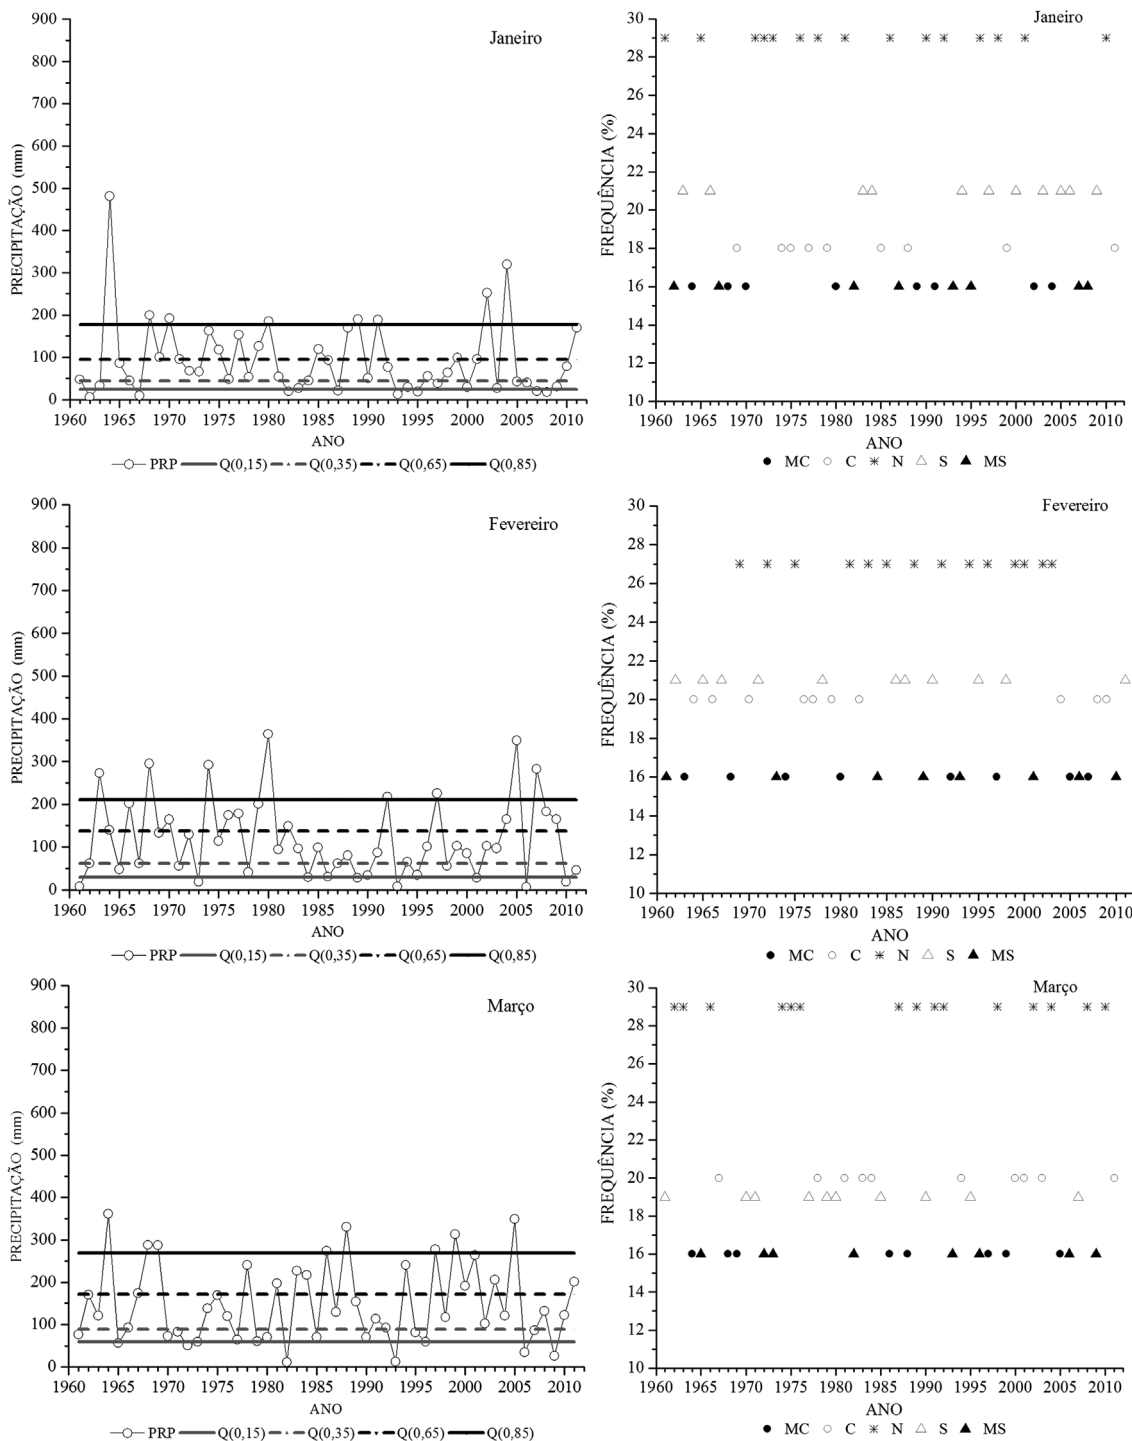 Janeiro
PRECIPITAÇÃO (mm)
900
800
700
600
500
400
300
200
100
0
1960 1965 1970 1975 1980 1985 1990 1995 2000 2005 2010
ANO
PRP Q(0,15) Q(0,35) Q(0,65) Q(0,85)
Janeiro
FREQUÊNCIA (%)
30
28
26
24
22
20
18
16
14
12
10
1960 1965 1970 1975 1980 1985 1990 1995 2000 2005 2010
ANO
MC C N S MS
Fevereiro
PRECIPITAÇÃO (mm)
900
800
700
600
500
400
300
200
100
0
1960 1965 1970 1975 1980 1985 1990 1995 2000 2005 2010
ANO
PRP Q(0,15) Q(0,35) Q(0,65) Q(0,85)
Fevereiro
FREQUÊNCIA (%)
30
28
26
24
22
20
18
16
14
12
10
1960 1965 1970 1975 1980 1985 1990 1995 2000 2005 2010
ANO
MC C N S MS
Março
PRECIPITAÇÃO (mm)
900
800
700
600
500
400
300
200
100
0
1960 1965 1970 1975 1980 1985 1990 1995 2000 2005 2010
ANO
PRP Q(0,15) Q(0,35) Q(0,65) Q(0,85)
Março
FREQUÊNCIA (%)
30
28
26
24
22
20
18
16
14
12
10
1960 1965 1970 1975 1980 1985 1990 1995 2000 2005 2010
ANO
MC C N S MS